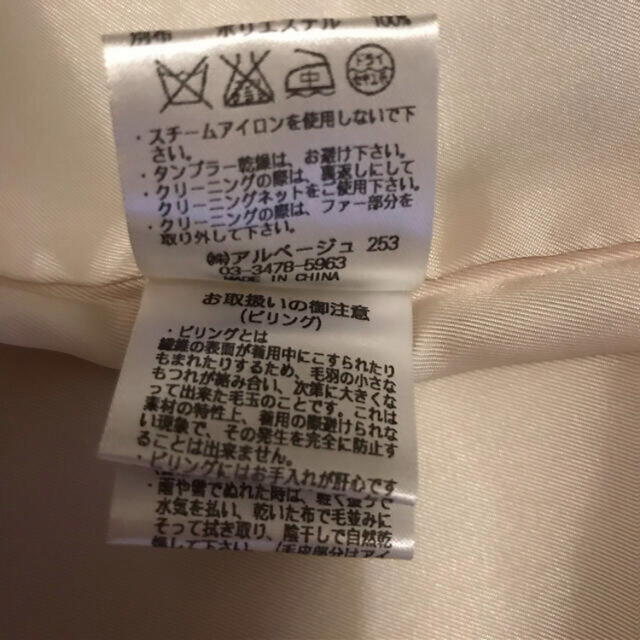 別布 ポリエステル 100%
ドライ
セキユ系
・スチームアイロンを使用しないで下
さい。
・タンブラー乾燥は、お避け下さい。
・クリーニングの際は、裏返しにして
クリーニングネットをご使用下さい。
・クリーニングの際は、ファー部分を
取り外して下さい。
㈱アルページュ 253
03-3478-5963
MADE IN CHINA
お取扱いの御注意
(ピリング)
・ピリングとは
繊維の表面が着用中にこすられたり
もまれたりするため、毛羽の小さな
もつれが絡み合い、次第に大きくな
って出来た毛玉のことです。これは
素材の特性上、着用の際避けられな
い現象で、その発生を完全に防止す
ることは出来ません。
・ピリングにはお手入れが肝心です
・雨や雪でぬれた時は、軽く振って
水気を払い、乾いた布で毛並みに
そって拭き取り、陰干しで自然乾
燥して下さい。/毛皮部分はアイ